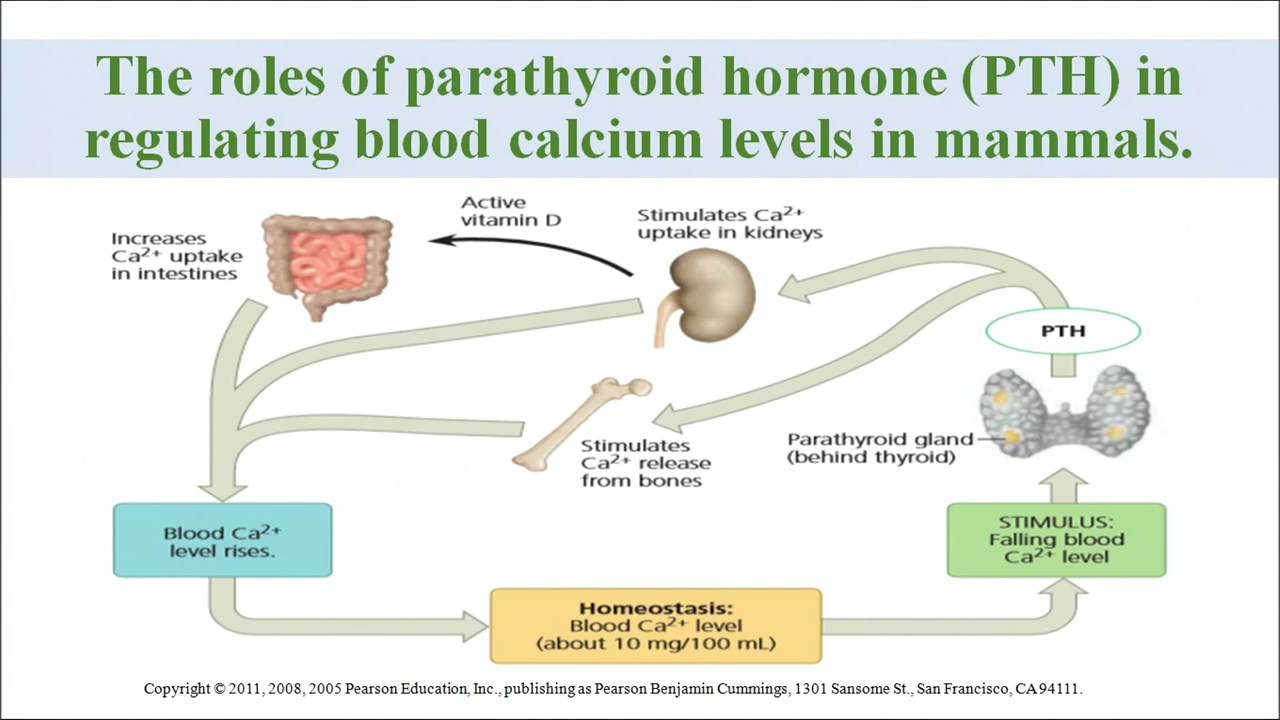 The roles of parathyroid hormone (PTH) in
regulating blood calcium levels in mammals.
Active
vitamin D
Stimulates Ca2+
uptake in kidneys
Increases
Ca2+ uptake
in intestines
PTH
Parathyroid gland
(behind thyroid)
Stimulates
Ca2+ release
from bones
Blood Ca2+
level rises.
STIMULUS:
Falling blood
Ca2+ level
Homeostasis:
Blood Ca2+ level
(about 10 mg/100 mL)
Copyright © 2011, 2008, 2005 Pearson Education, Inc., publishing as Pearson Benjamin Cummings, 1301 Sansome St., San Francisco, CA 94111.